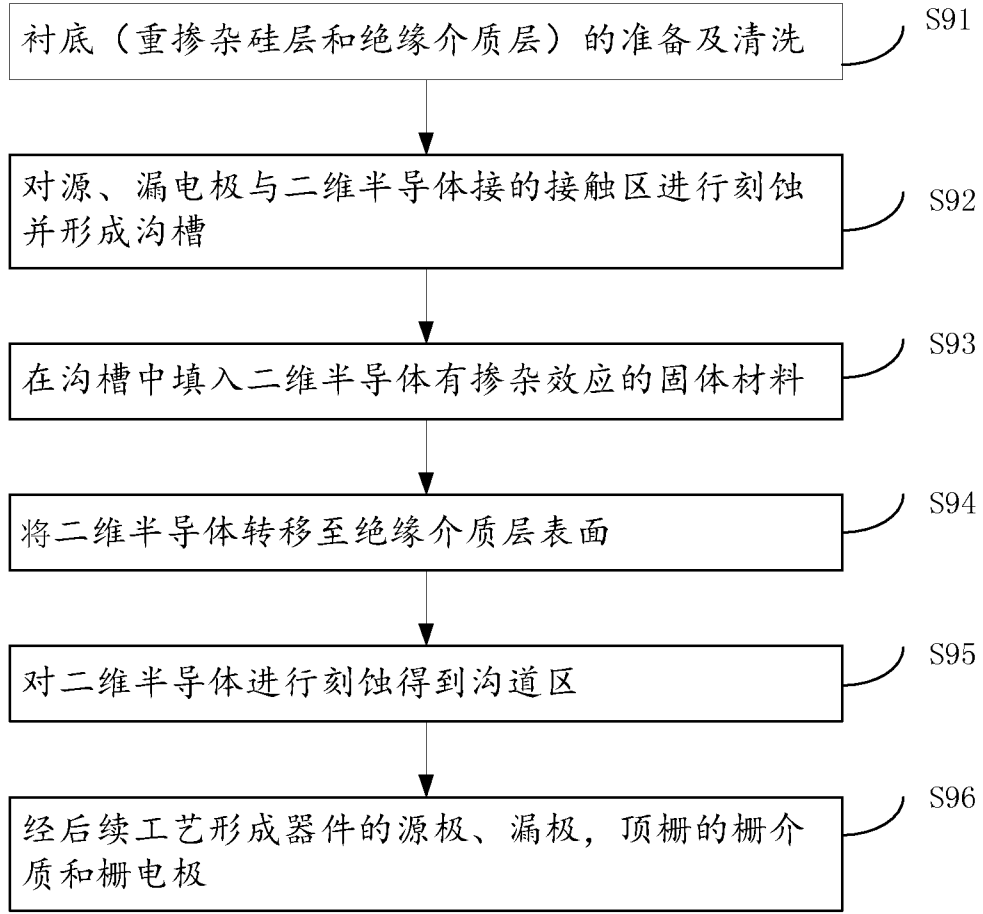 衬底（重掺杂硅层和绝缘介质层）的准备及清洗
S91
对源、漏电极与二维半导体接的接触区进行刻蚀
并形成沟槽
S92
在沟槽中填入二维半导体有掺杂效应的固体材料
S93
将二维半导体转移至绝缘介质层表面
S94
对二维半导体进行刻蚀得到沟道区
S95
经后续工艺形成器件的源极、漏极，顶栅的栅介
质和栅电极
S96